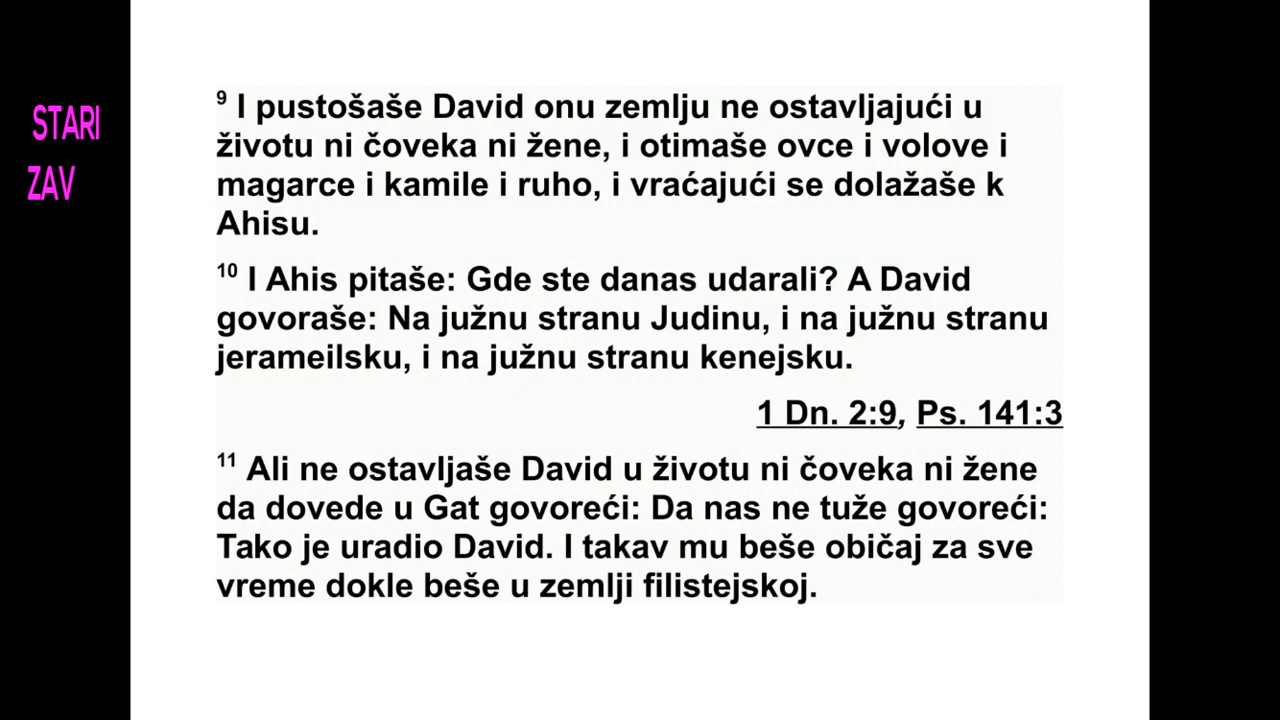 STARI
ZAV
9 I pustošaše David onu zemlju ne ostavljajući u
životu ni čoveka ni žene, i otimaše ovce i volove i
magarce i kamile i ruho, i vraćajući se dolažaše k
Ahisu.
10 I Ahis pitaše: Gde ste danas udarali? A David
govoraše: Na južnu stranu Judinu, i na južnu stranu
jerameilsku, i na južnu stranu kenejsku.
1 Dn. 2:9, Ps. 141:3
11 Ali ne ostavljaše David u životu ni čoveka ni žene
da dovede u Gat govoreći: Da nas ne tuže govoreći:
Tako je uradio David. I takav mu beše običaj za sve
vreme dokle beše u zemlji filistejskoj.